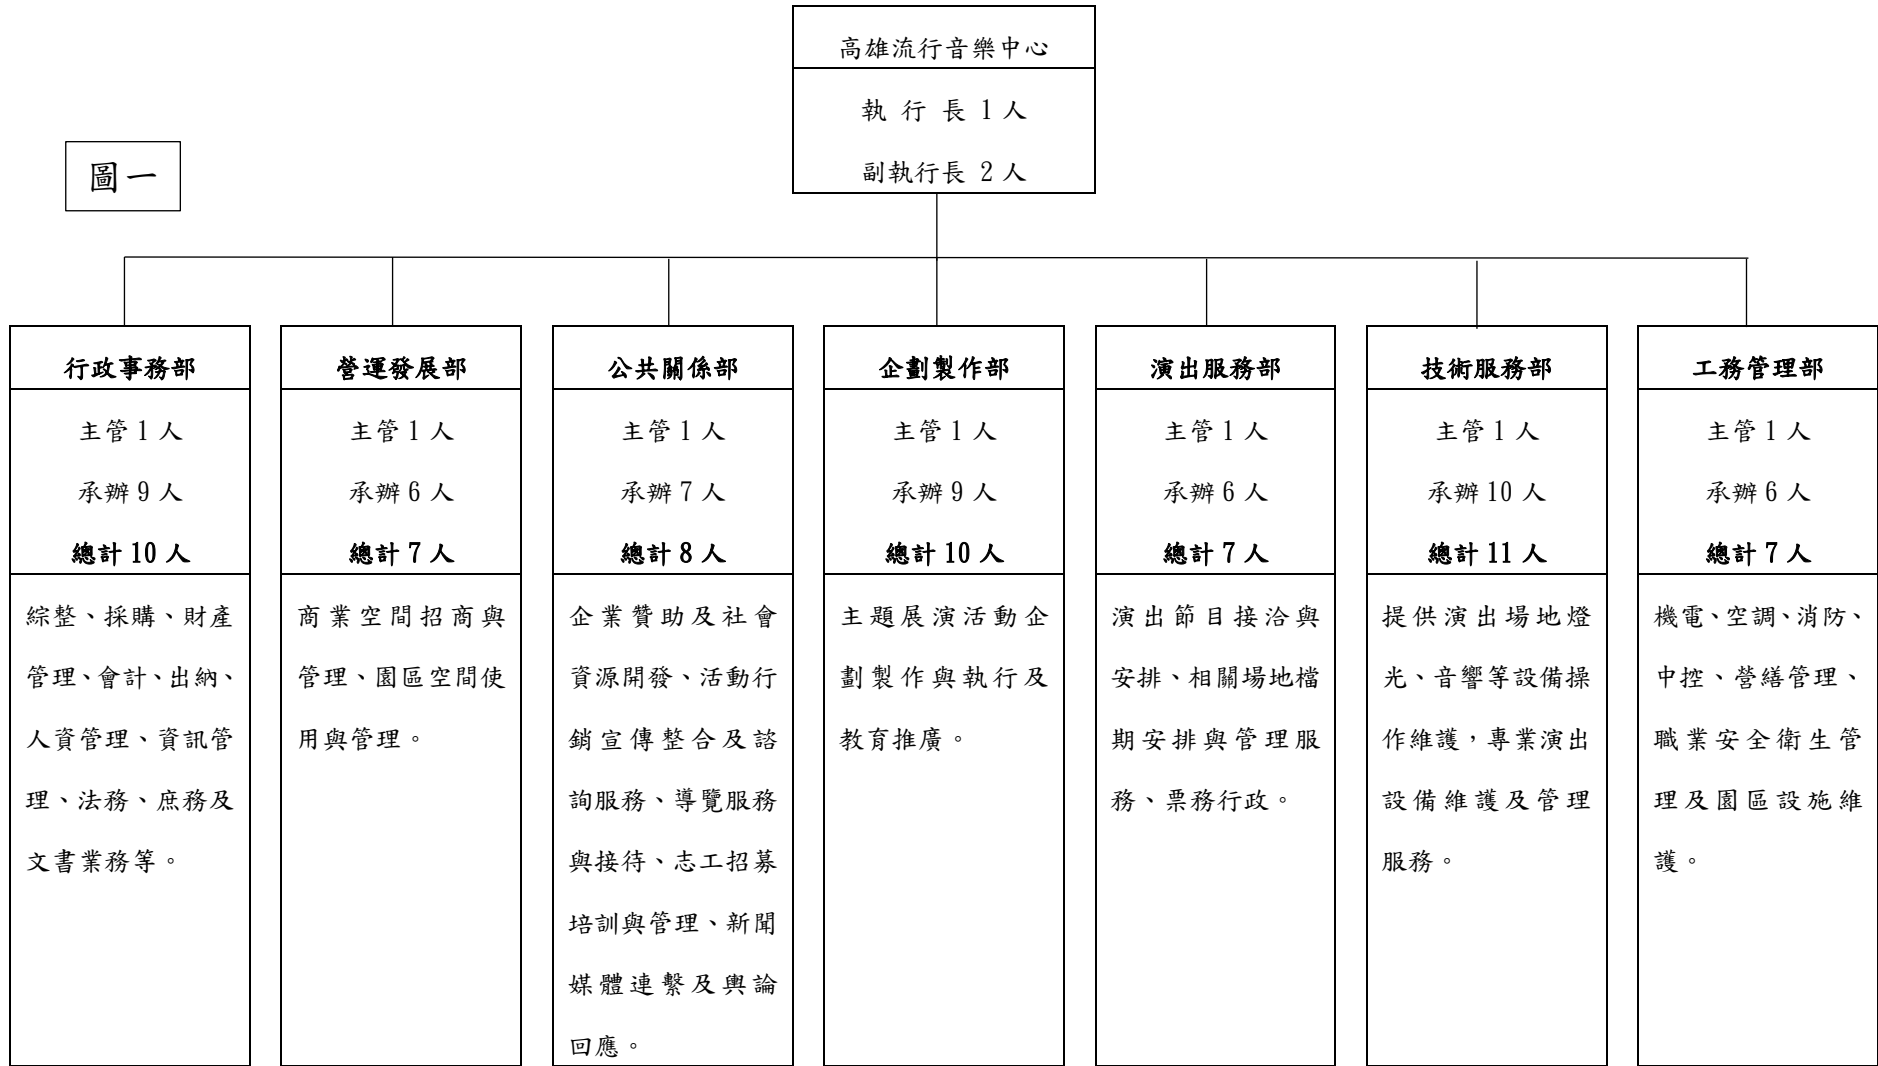 高雄流行音樂中心
執行長 1人
副執行長 2人
圖一
行政事務部
主管1人
承辦9人
總計10人
綜整、採購、財產
管理、會計、出納、
人資管理、資訊管
理、法務、庶務及
文書業務等。
營運發展部
主管1人
承辦6人
總計7人
商業空間招商與
管理、園區空間使
用與管理。
公共關係部
主管1人
承辦7人
總計8人
企業贊助及社會
資源開發、活動行
銷宣傳整合及諮
詢服務、導覽服務
與接待、志工招募
培訓與管理、新聞
媒體連繫及輿論
回應。
企劃製作部
主管1人
承辦9人
總計10人
主題展演活動企
劃製作與執行及
教育推廣。
演出服務部
主管1人
承辦6人
總計7人
演出節目接洽與
安排、相關場地檔
期安排與管理服
務、票務行政。
技術服務部
主管1人
承辦10人
總計11人
提供演出場地燈
光、音響等設備操
作維護，專業演出
設備維護及管理
服務。
工務管理部
主管1人
承辦6人
總計7人
機電、空調、消防、
中控、營繕管理、
職業安全衛生管
理及園區設施維
護。